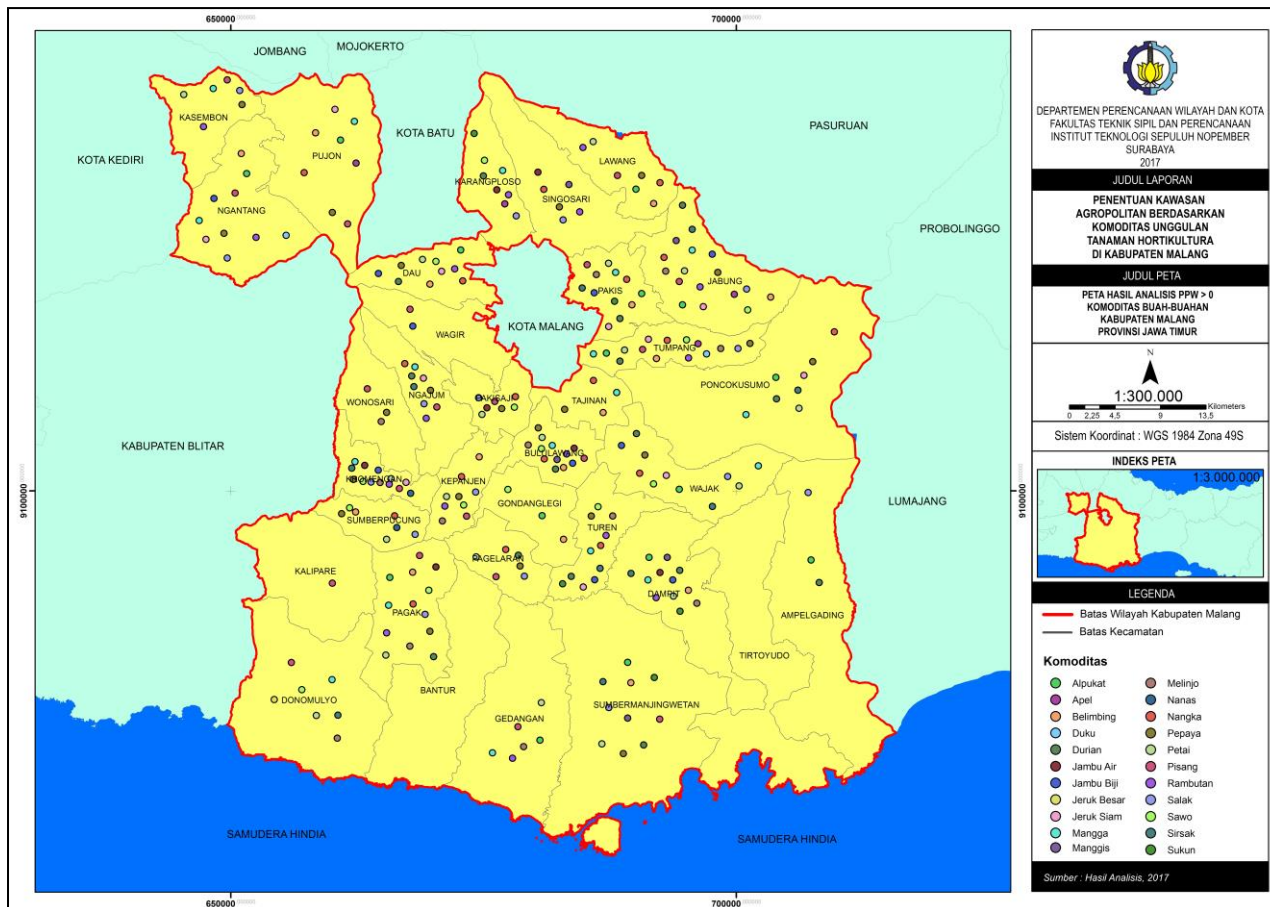 650000
700000
JOMBANG
MOJOKERTO
KASEMBON
PUJON
KOTA BATU
PASURUAN
KOTA KEDIRI
LAWANG
KARANGPLOSO
SINGOSARI
NGANTANG
PROBOLINGGO
DAU
JABUNG
PAKIS
KOTA MALANG
WAGIR
TUMPANG
PONCOKUSUMO
NGAJUM
PAKISAJI
WONOSARI
TAJINAN
KABUPATEN BLITAR
BULULAWANG
KROMENGAN
KEPANJEN
WAJAK
LUMAJANG
9100000
9100000
GONDANGLEGI
SUMBERPUCUNG
TUREN
PAGELARAN
KALIPARE
DAMPIT
PAGAK
AMPELGADING
TIRTOYUDO
BANTUR
DONOMULYO
SUMBERMANJINGWETAN
GEDANGAN
SAMUDERA HINDIA
SAMUDERA HINDIA
650000
700000
DEPARTEMEN PERENCANAAN WILAYAH DAN KOTA
FAKULTAS TEKNIK SIPIL DAN PERENCANAAN
INSTITUT TEKNOLOGI SEPULUH NOPEMBER
SURABAYA
2017
JUDUL LAPORAN
PENENTUAN KAWASAN
AGROPOLITAN BERDASARKAN
KOMODITAS UNGGULAN
TANAMAN HORTIKULTURA
DI KABUPATEN MALANG
JUDUL PETA
PETA HASIL ANALISIS PPW > 0
KOMODITAS BUAH-BUAHAN
KABUPATEN MALANG
PROVINSI JAWA TIMUR
N
1:300.000
Kilometers
0 2,25 4,5 9 13,5
Sistem Koordinat : WGS 1984 Zona 49S
INDEKS PETA
1:3.000.000
LEGENDA
Batas Wilayah Kabupaten Malang
Batas Kecamatan
Komoditas
Alpukat
Apel
Belimbing
Duku
Durian
Jambu Air
Jambu Biji
Jeruk Besar
Jeruk Siam
Mangga
Manggis
Melinjo
Nanas
Nangka
Pepaya
Petai
Pisang
Rambutan
Salak
Sawo
Sirsak
Sukun
Sumber : Hasil Analisis, 2017